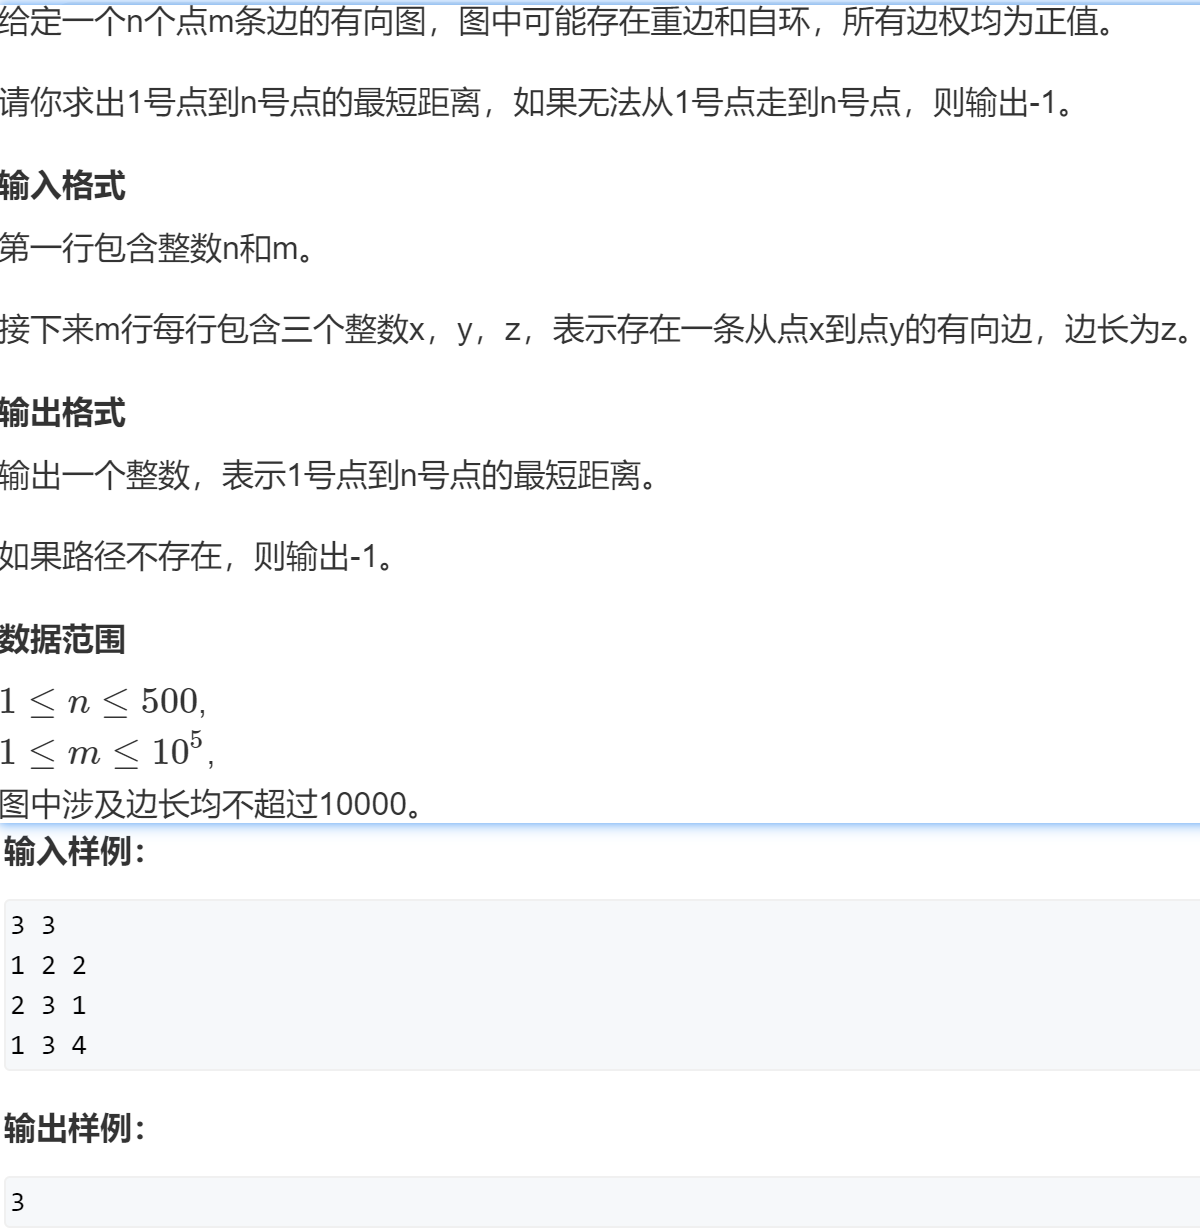 给定一个n个点m条边的有向图，图中可能存在重边和自环，所有边权均为正值。
请你求出1号点到n号点的最短距离，如果无法从1号点走到n号点，则输出-1。
输入格式
第一行包含整数n和m。
接下来m行每行包含三个整数x，y，z，表示存在一条从点x到点y的有向边，边长为z。
输出格式
输出一个整数，表示1号点到n号点的最短距离。
如果路径不存在，则输出-1。
数据范围
1 ≤ n ≤ 500,
1 ≤ m ≤ 10⁵,
图中涉及边长均不超过10000。
输入样例：
3 3
1 2 2
2 3 1
1 3 4
输出样例：
3